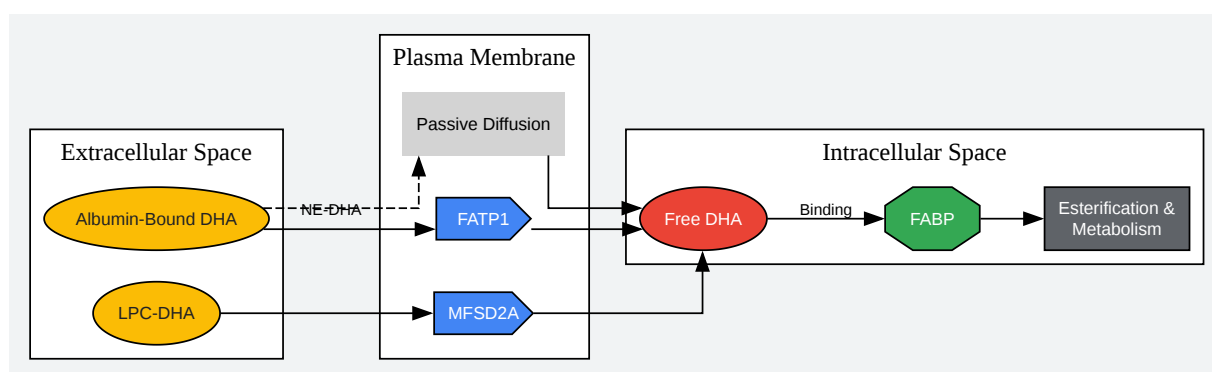 Plasma Membrane
Passive Diffusion
Extracellular Space
Intracellular Space
Albumin-Bound DHA
NE-DHA
FATP1
Free DHA
Binding
FABP
Esterification &
Metabolism
LPC-DHA
MFSD2A